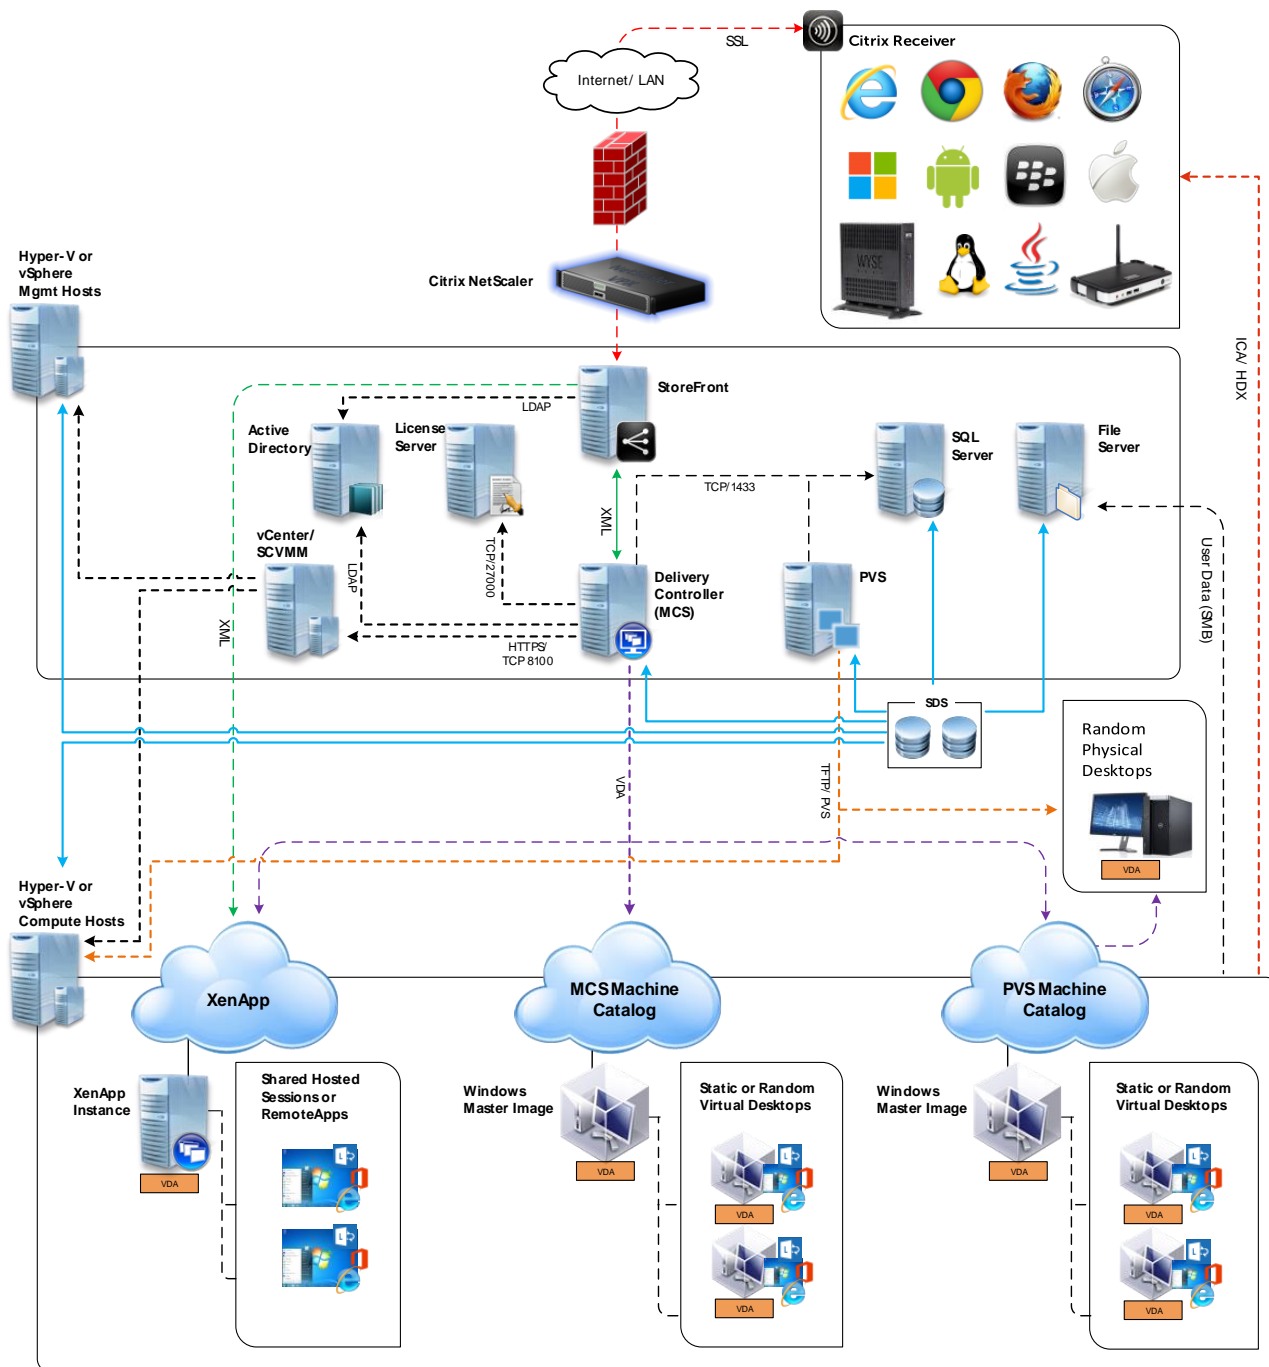 SSL
Citrix Receiver
Internet/ LAN
WYSE
Hyper-V or
vSphere
Mgmt Hosts
Citrix NetScaler
ICA/ HDX
StoreFront
LDAP
Active
Directory
License
Server
SQL
Server
File
Server
TCP/1433
XML
vCenter/
SCVMM
LDAP
TCP/27000
Delivery
Controller
(MCS)
PVS
User Data (SMB)
XML
HTTPS/
TCP 8100
SDS
Random
Physical
Desktops
VDA
TFTP/ PVS
VDA
Hyper-V or
vSphere
Compute Hosts
XenApp
MCS Machine
Catalog
PVS Machine
Catalog
XenApp
Instance
VDA
Shared Hosted
Sessions or
RemoteApps
Windows
Master Image
VDA
Static or Random
Virtual Desktops
VDA
VDA
Windows
Master Image
VDA
Static or Random
Virtual Desktops
VDA
VDA